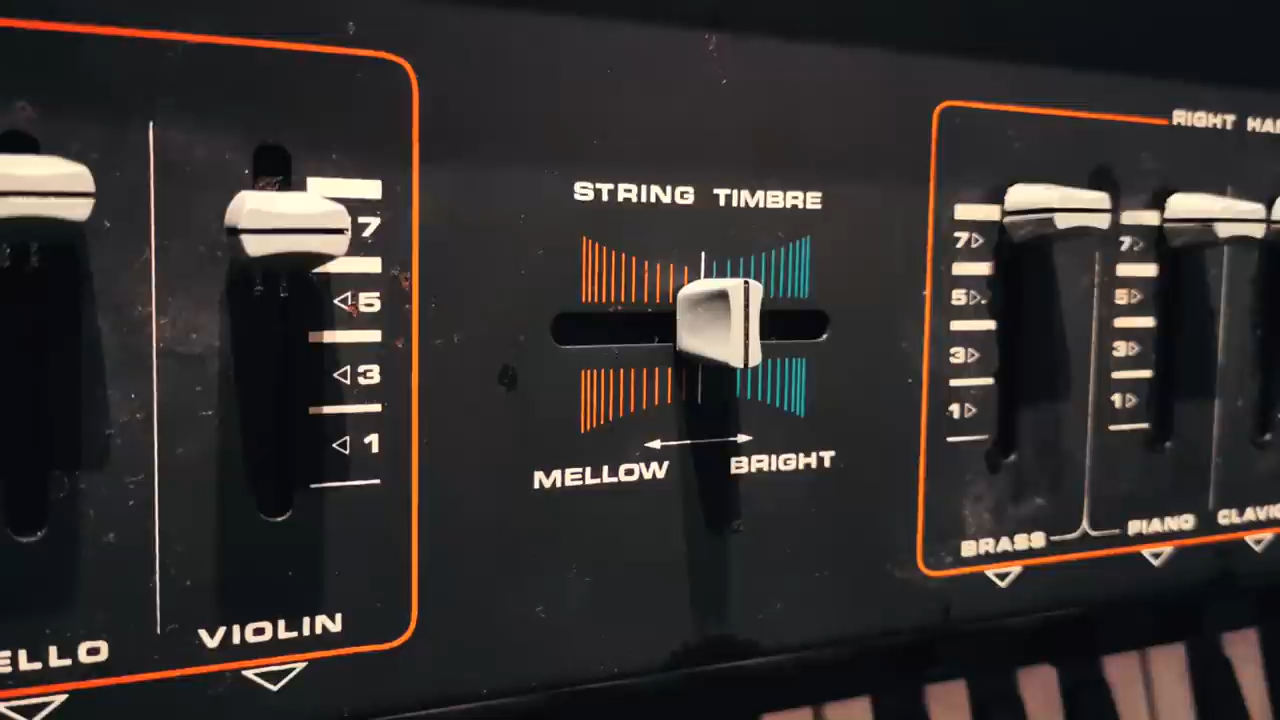 7
5
3
1
ELLO
VIOLIN
STRING TIMBRE
MELLOW
BRIGHT
RIGHT HA
7
5
3
1
7
5
3
1
BRASS
PIANO
CLAVI